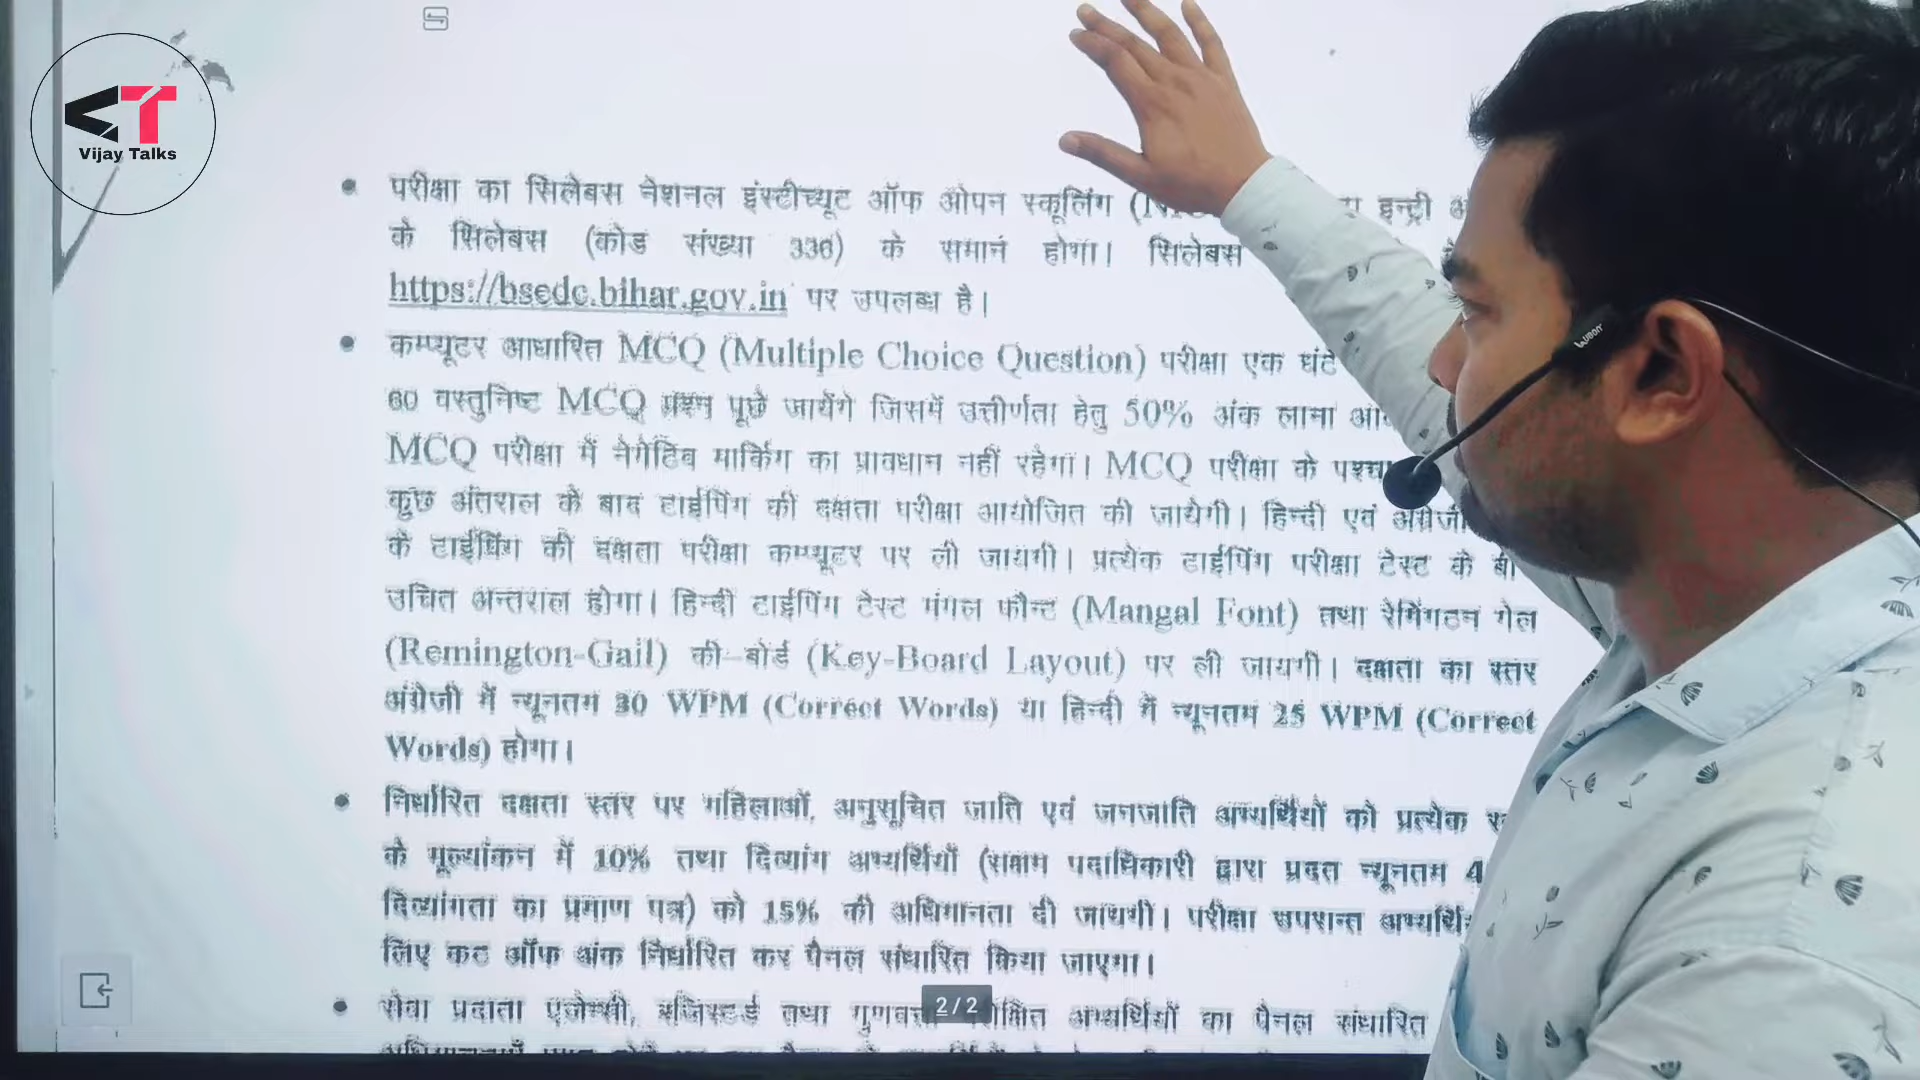 VT
Vijay Talks
परीक्षा का सिलेबस नेशनल इंस्टीच्यूट ऑफ ओपन स्कूलिंग इन्ट्री
के सिलेबस (कोड संख्या 336) के समान होगा। सिलेबस
https://bsedc.bihar.gov.in पर उपलब्ध है।
कम्प्यूटर आधारित MCQ (Multiple Choice Question) परीक्षा एक घंटे
60 वस्तुनिष्ट MCQ प्रश्न पूछे जायेंगे जिसमें उत्तीर्णता हेतु 50% अंक लाना
MCQ परीक्षा में नेगेटिव मार्किंग का प्रावधान नहीं रहेगा। MCQ परीक्षा के
कुछ अंतराल के बाद टाईपिंग की दक्षता परीक्षा आयोजित की जायेगी। हिन्दी एवं अंग्रेजी
के टाईपिंग की दक्षता परीक्षा कम्प्यूटर पर ली जायगी। प्रत्येक टाईपिंग परीक्षा टेस्ट के
उचित अन्तराल होगा। हिन्दी टाईपिंग टेस्ट मंगल फौन्ट (Mangal Font) तथा रेमिंगटन गेल
(Remington-Gail) की-बोर्ड (Key-Board Layout) पर ली जायगी। दक्षता का स्तर
अंग्रेजी में न्यूनतम 30 WPM (Correct Words) या हिन्दी में न्यूनतम 25 WPM (Correct
Words) होगा।
निर्धारित दक्षता स्तर पर महिलाओं, अनुसूचित जाति एवं जनजाति अभ्यर्थियों को प्रत्येक
के मूल्यांकन में 10% तथा दिव्यांग अभ्यर्थियों (सक्षम पदाधिकारी द्वारा प्रदत न्यूनतम
दिव्यांगता का प्रमाण पत्र) को 15% की अधिमानता दी जायगी। परीक्षा उपरान्त
लिए कट ऑफ अंक निर्धारित कर पैनल संधारित किया जाएगा।
सेवा प्रदाता एजेन्सी, रजिस्टर्ड तथा अभ्यर्थियों का पैनल संधारित
2/2